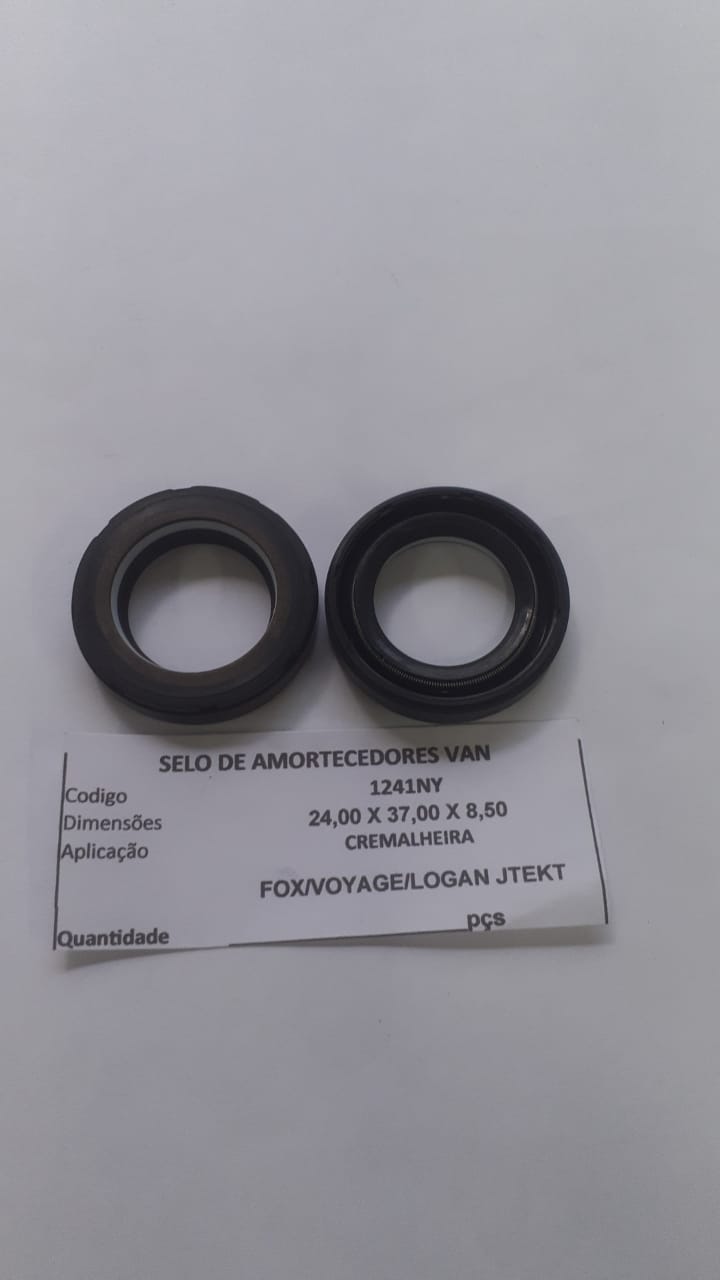 SELO DE AMORTECEDORES VAN
Codigo 1241NY
Dimensões 24,00 X 37,00 X 8,50
Aplicação CREMALHEIRA
FOX/VOYAGE/LOGAN JTEKT
Quantidade pçs